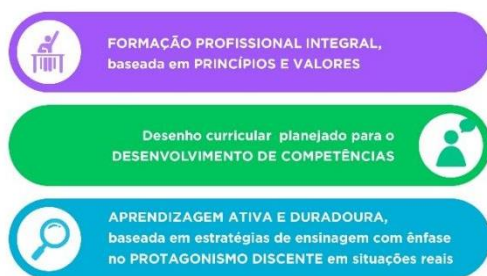 FORMAÇÃO PROFISSIONAL INTEGRAL,
baseada em PRINCÍPIOS E VALORES
Desenho curricular planejado para o
DESENVOLVIMENTO DE COMPETÊNCIAS
APRENDIZAGEM ATIVA E DURADOURA,
baseada em estratégias de ensinagem com ênfase
no PROTAGONISMO DISCENTE em situações reais